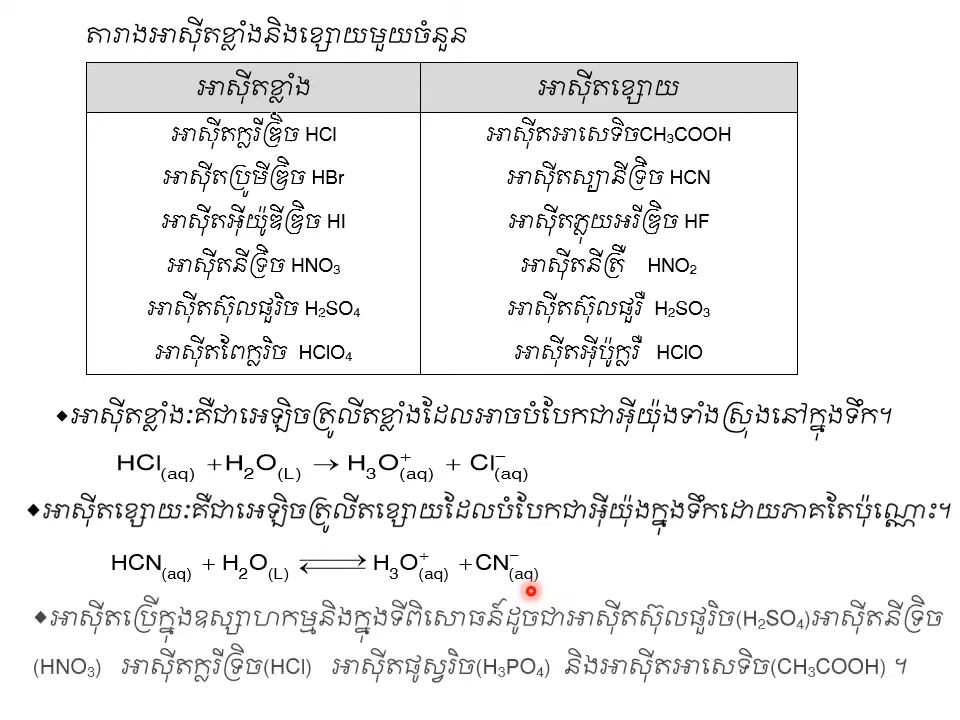 តារាងអាស៊ីតខ្លាំងនិងខ្សោយមួយចំនួន
អាស៊ីតខ្លាំង អាស៊ីតខ្សោយ
អាស៊ីតក្លរីឌ្រិច HCl អាស៊ីតអាសេទិចCH₃COOH
អាស៊ីតប្រូមីឌ្រិច HBr អាស៊ីតស្យានីទ្រិច HCN
អាស៊ីតអ៊ីយ៉ូឌីឌ្រិច HI អាស៊ីតភ្លុយអរីឌ្រិច HF
អាស៊ីតនីទ្រិច HNO₃ អាស៊ីតនីត្រឺ HNO₂
អាស៊ីតស៊ុលផួរិច H₂SO₄ អាស៊ីតស៊ុលផួរឺ H₂SO₃
អាស៊ីតពែក្លរិច HClO₄ អាស៊ីតអ៊ីប៉ូក្លរឺ HClO
◆អាស៊ីតខ្លាំងៈគឺជាអេឡិចត្រូលីតខ្លាំងដែលអាចបំបែកជាអ៊ីយ៉ុងទាំងស្រុងនៅក្នុងទឹក។
HCl(aq) + H₂O(L) → H₃O⁺(aq) + Cl⁻(aq)
◆អាស៊ីតខ្សោយៈគឺជាអេឡិចត្រូលីតខ្សោយដែលបំបែកជាអ៊ីយ៉ុងក្នុងទឹកដោយភាគតែប៉ុណ្ណោះ។
HCN(aq) + H₂O(L) ⇌ H₃O⁺(aq) + CN⁻(aq)
◆អាស៊ីតប្រើក្នុងឧស្សាហកម្មនិងក្នុងទីពិសោធន៍ដូចជាអាស៊ីតស៊ុលផួរិច(H₂SO₄)អាស៊ីតនីទ្រិច
(HNO₃) អាស៊ីតក្លរីទ្រិច(HCl) អាស៊ីតផូស្វរិច(H₃PO₄) និងអាស៊ីតអាសេទិច(CH₃COOH) ។